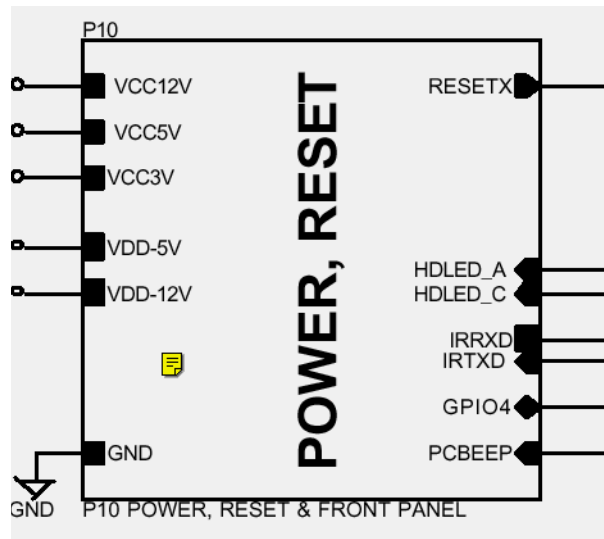 P10
VCC12V
VCC5V
VCC3V
VDD-5V
VDD-12V
GND
GND
POWER, RESET
RESETX
HDLED_A
HDLED_C
IRRXD
IRTXD
GPIO4
PCBEEP
P10 POWER, RESET & FRONT PANEL